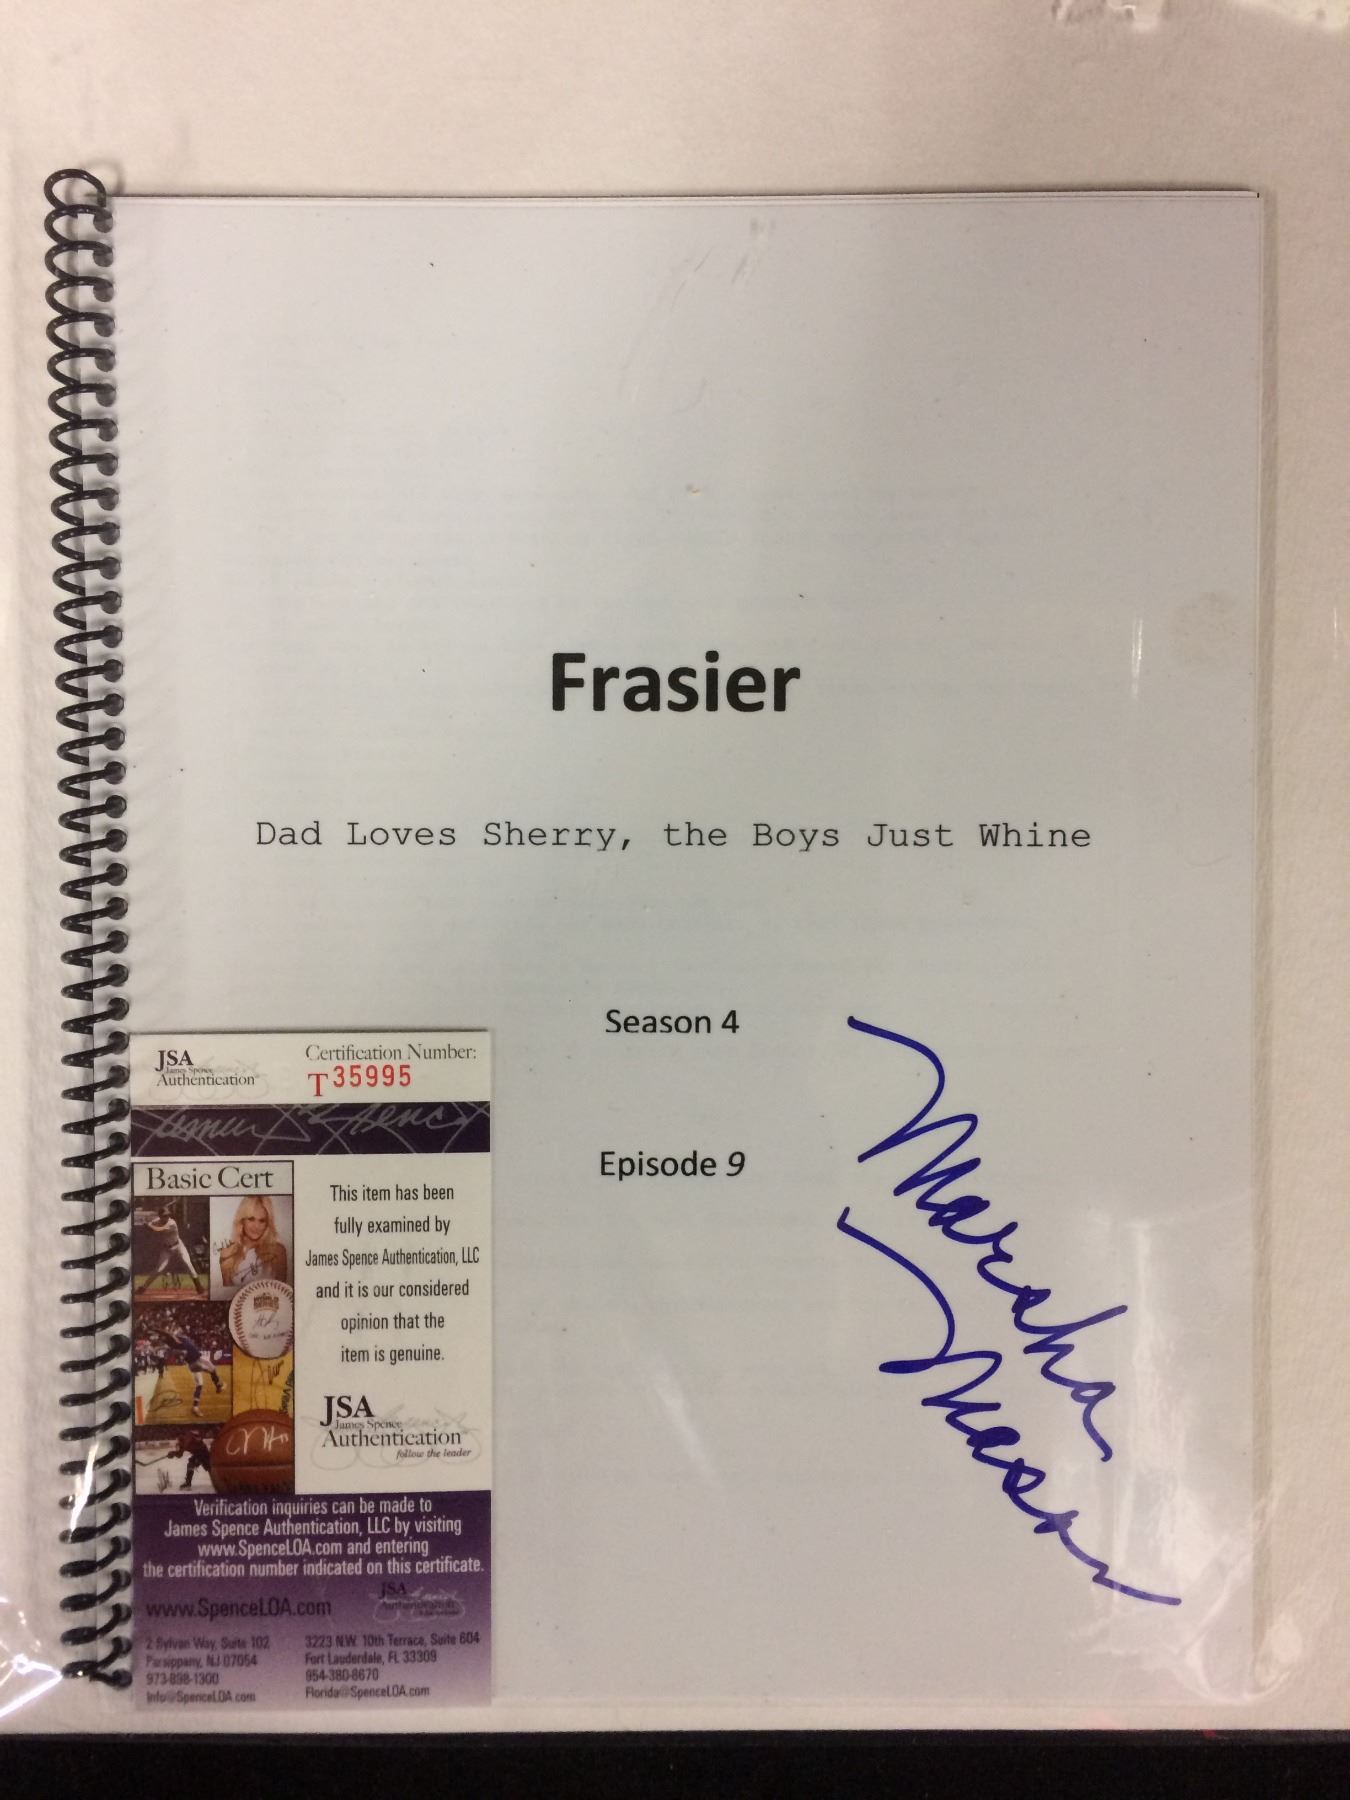 Frasier
Dad Loves Sherry, the Boys Just Whine
Season 4
Episode 9
Marsha
Mason
JSA
James Spence
Authentication
Certification Number:
T35995
Basic Cert
This item has been
fully examined by
James Spence Authentication, LLC
and it is our considered
opinion that the
item is genuine.
JSA
James Spence
Authentication
follow the leader
Verification inquiries can be made to
James Spence Authentication, LLC by visiting
www.SpenceLOA.com and entering
the certification number indicated on this certificate.
www.SpenceLOA.com
JSA
2 Sylvan Way, Suite 102
Parsippany, NJ 07054
973-898-1300
Info@SpenceLOA.com
3223 N.W. 10th Terrace, Suite 604
Fort Lauderdale, FL 33309
954-380-8670
Florida@SpenceLOA.com